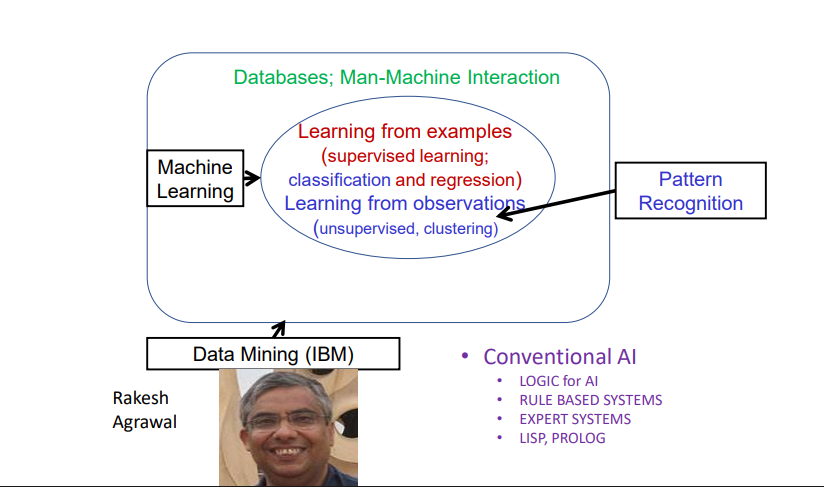 Databases; Man-Machine Interaction
Learning from examples
(supervised learning;
classification and regression)
Learning from observations
(unsupervised, clustering)
Machine
Learning
Pattern
Recognition
Data Mining (IBM)
Rakesh
Agrawal
• Conventional AI
• LOGIC for AI
• RULE BASED SYSTEMS
• EXPERT SYSTEMS
• LISP, PROLOG